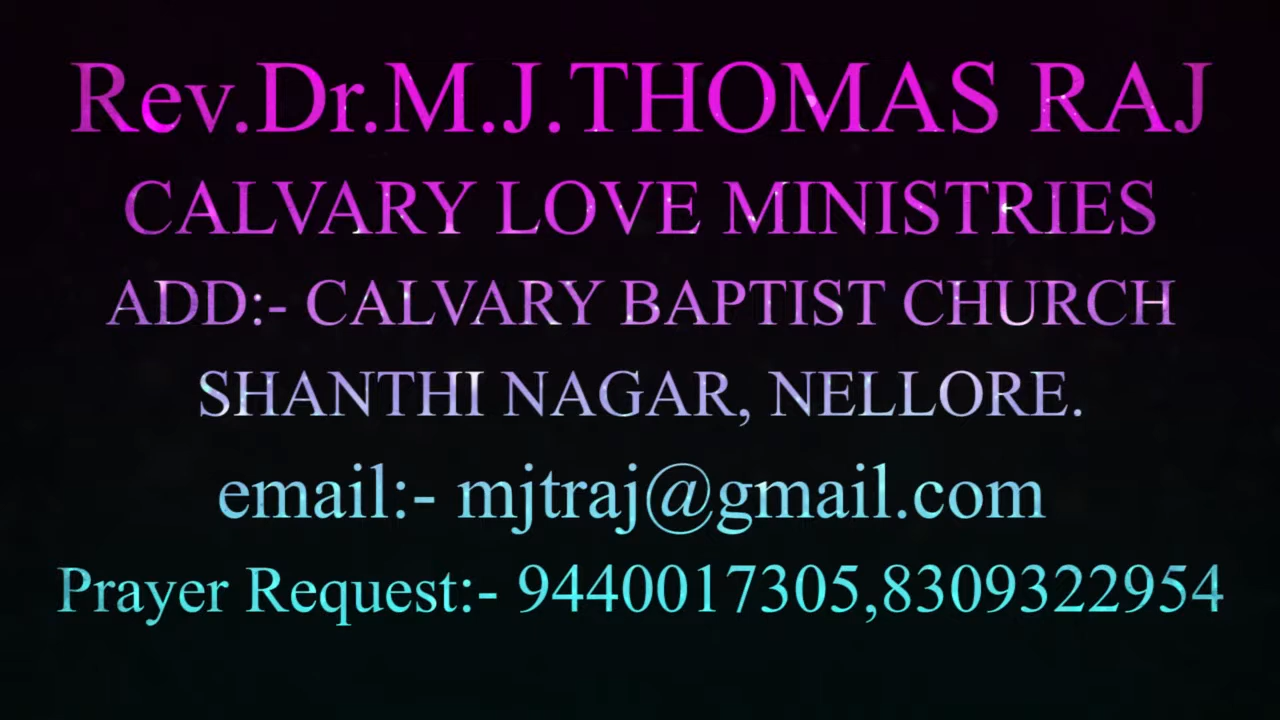 Rev.Dr.M.J.THOMAS RAJ
CALVARY LOVE MINISTRIES
ADD:- CALVARY BAPTIST CHURCH
SHANTHI NAGAR, NELLORE.
email:- mjtraj@gmail.com
Prayer Request:- 9440017305,8309322954